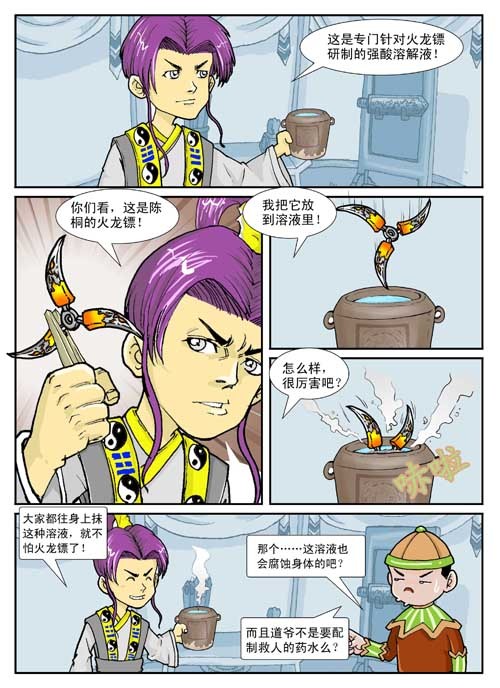 这是专门针对火龙镖
研制的强酸溶解液！
你们看，这是陈
桐的火龙镖！
我把它放
到溶液里！
怎么样，
很厉害吧？
哧啦
大家都往身上抹
这种溶液，就不
怕火龙镖了！
那个……这溶液也
会腐蚀身体的吧？
而且道爷不是要配
制救人的药水么？